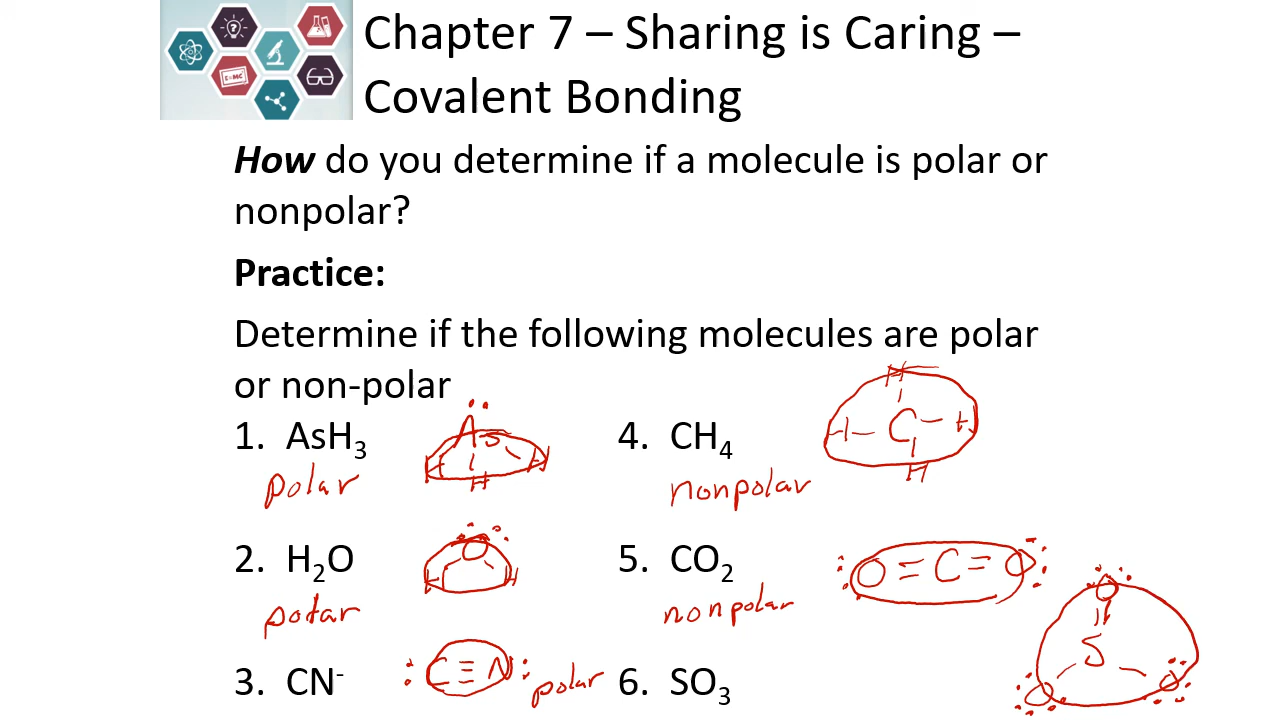 Chapter 7 – Sharing is Caring –
Covalent Bonding
How do you determine if a molecule is polar or
nonpolar?
Practice:
Determine if the following molecules are polar
or non-polar
1. AsH₃
As
H H
H
polar
4. CH₄
H
H – C – H
H
nonpolar
2. H₂O
O
H H
polar
5. CO₂
O = C = O
nonpolar
3. CN⁻
:C≡N: polar
6. SO₃
O
S
O O